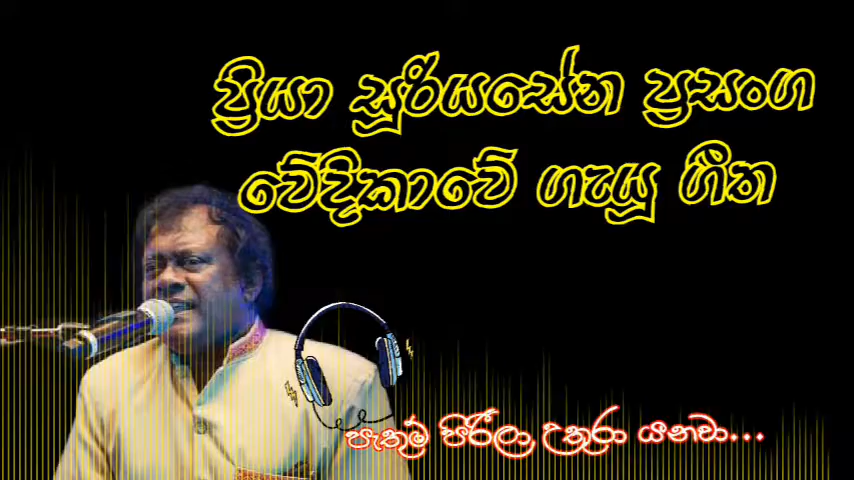 ප්‍රියා සූරියසේන ප්‍රසංග
වේදිකාවේ ගැයූ ගීත
පැතුම් පිරීලා, උතුරා යනවා...